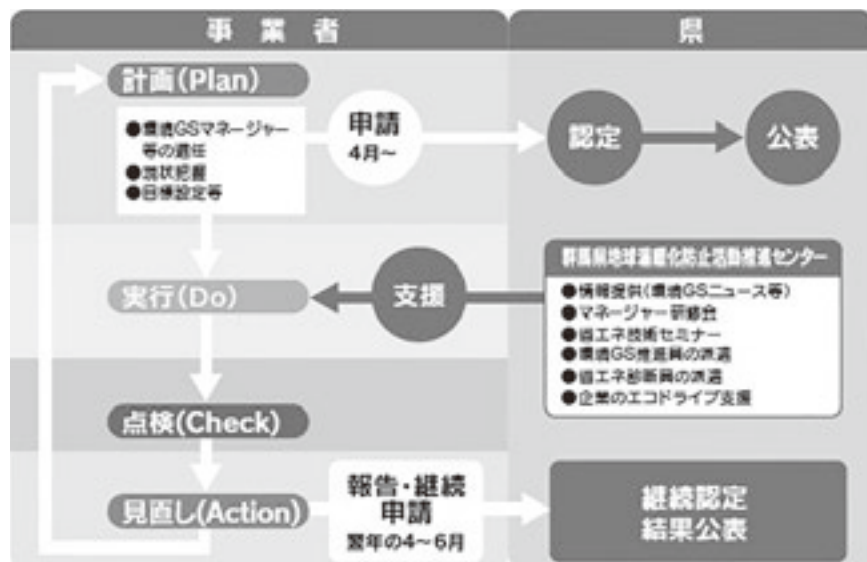 事業者
県
計画(Plan)
●環境GSマネージャー
等の選任
●現状把握
●目標設定等
申請
4月～
認定
公表
実行(Do)
支援
群馬県地球温暖化防止活動推進センター
●情報提供(環境GSニュース等)
●マネージャー研修会
●省エネ技術セミナー
●環境GS推進員の派遣
●省エネ診断員の派遣
●企業のエコドライブ支援
点検(Check)
見直し(Action)
報告・継続
申請
翌年の4～6月
継続認定
結果公表